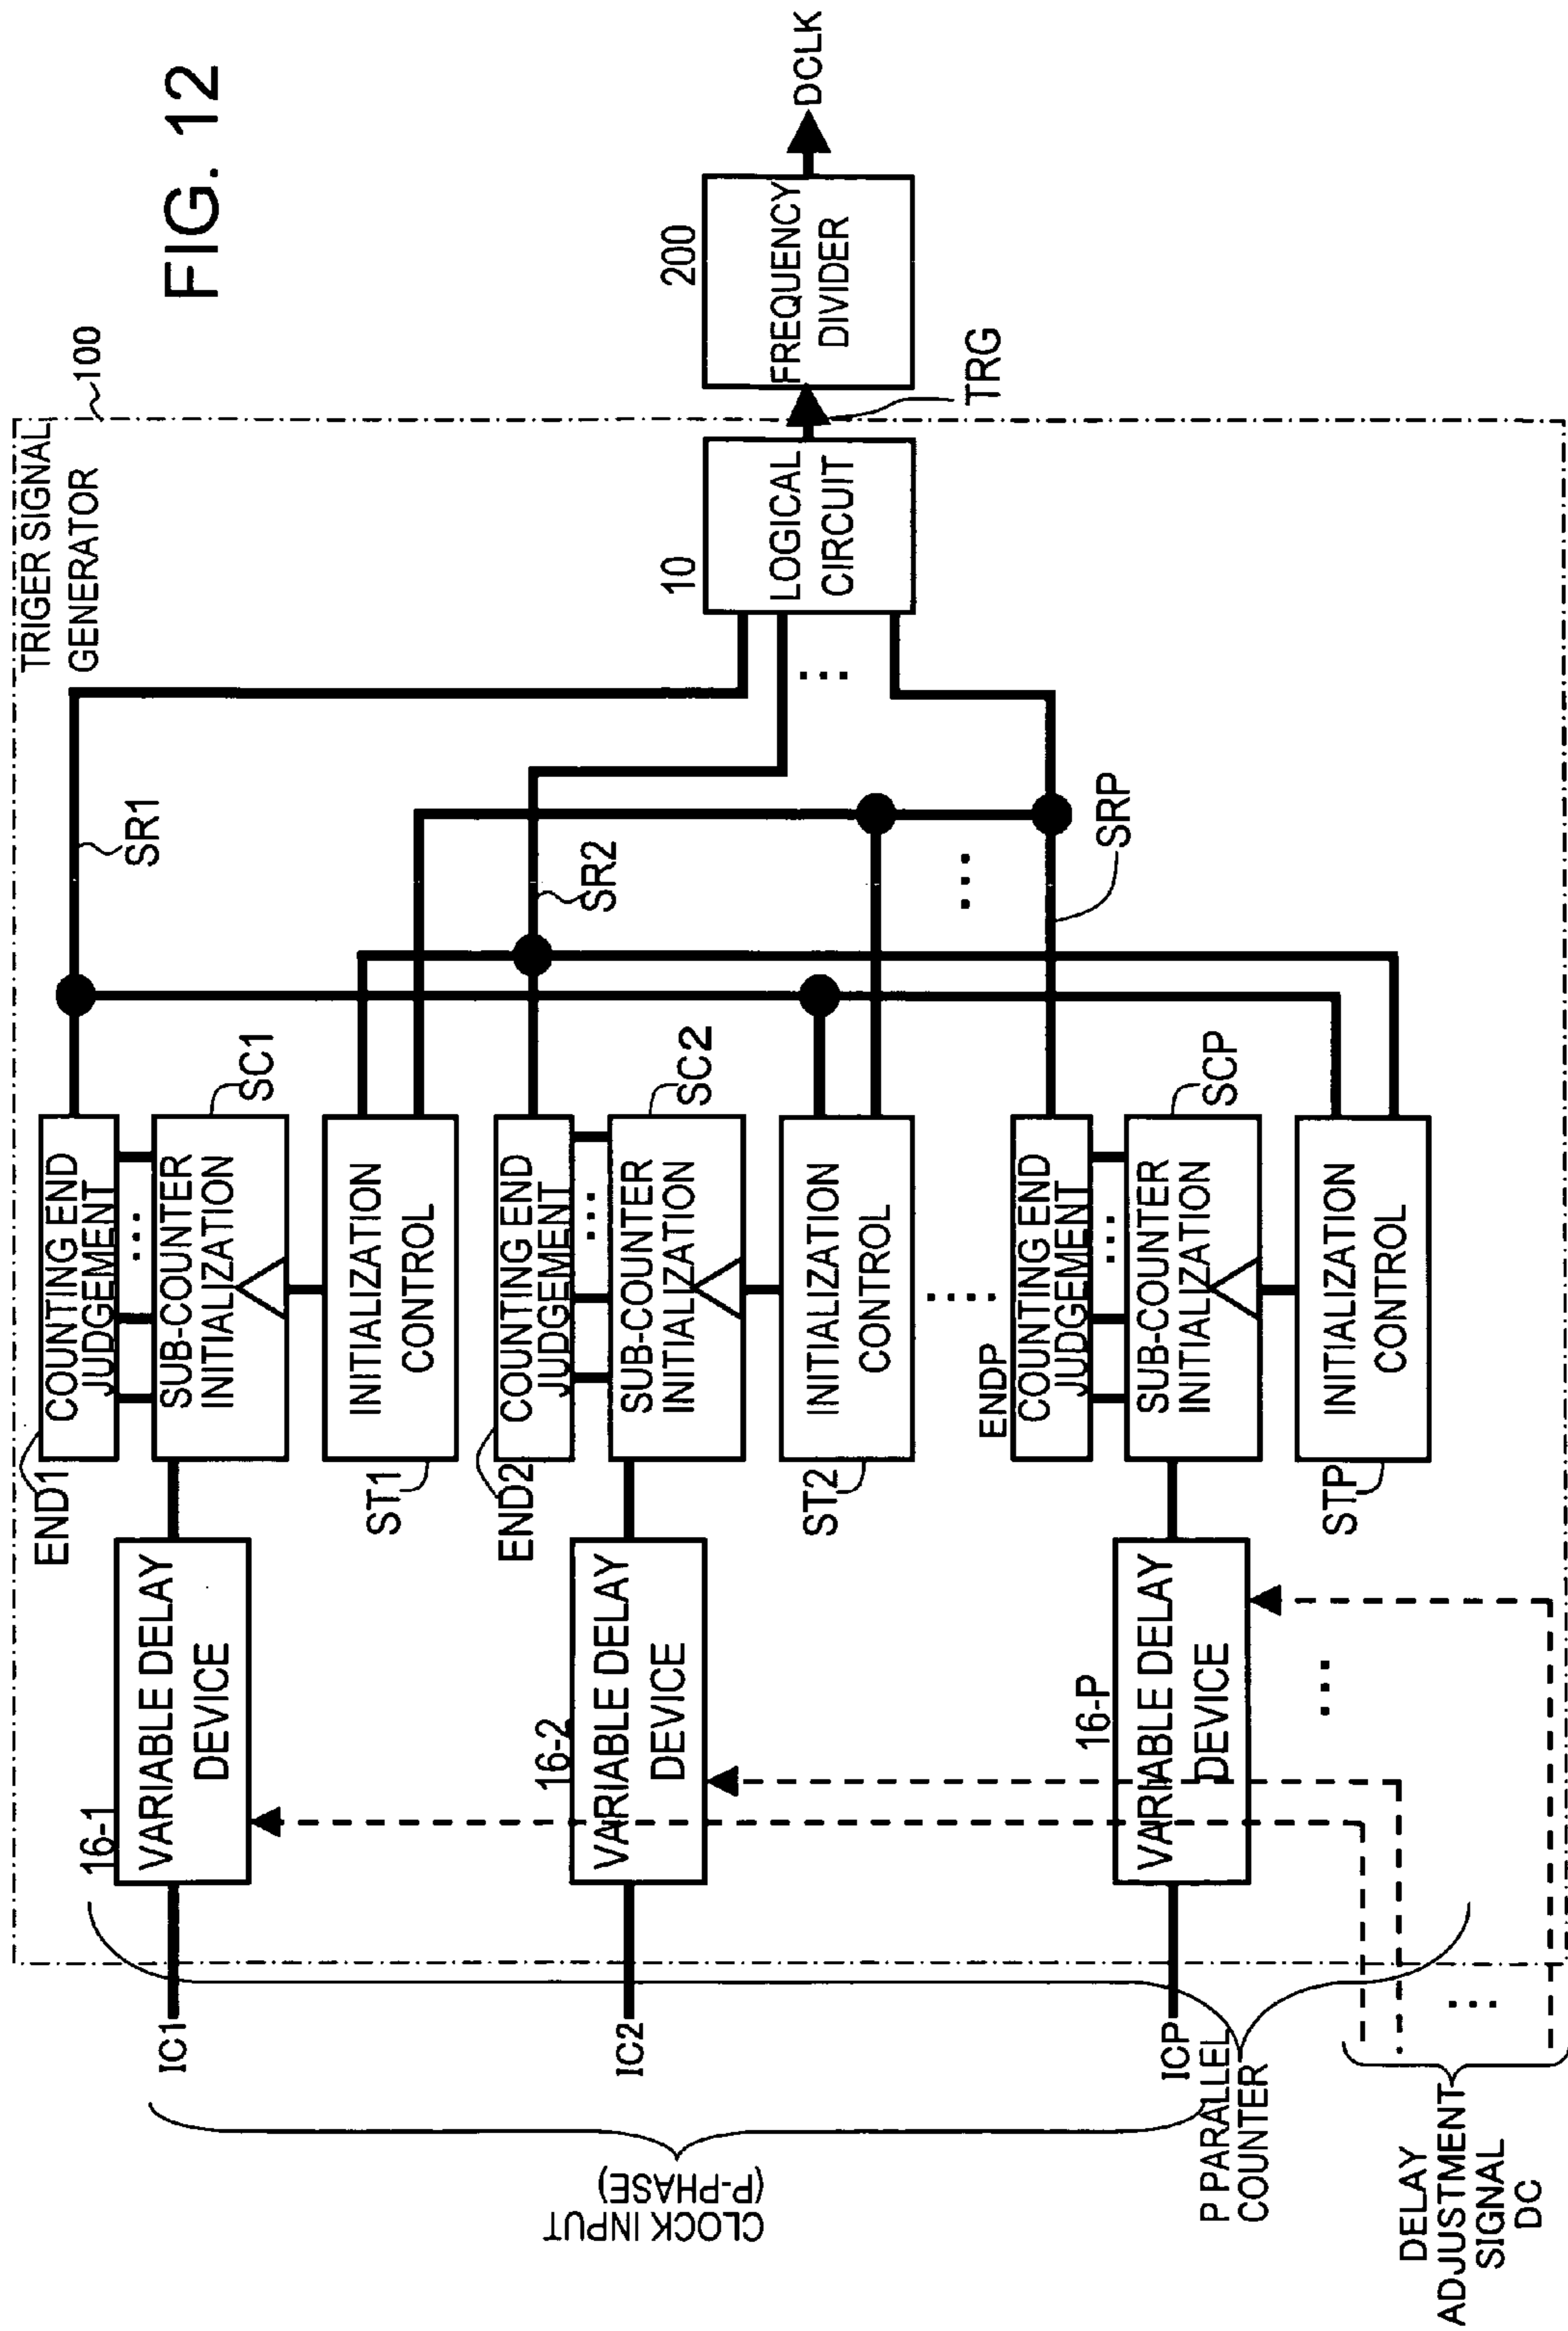 FIG. 12
TRIGER SIGNAL
GENERATOR
100
END1
COUNTING END
JUDGEMENT
...
SR1
16-1
VARIABLE DELAY
DEVICE
IC1
SUB-COUNTER
INITIALIZATION
SC1
ST1
INITIALIZATION
CONTROL
END2
COUNTING END
JUDGEMENT
...
SR2
16-2
VARIABLE DELAY
DEVICE
IC2
SUB-COUNTER
INITIALIZATION
SC2
ST2
INITIALIZATION
CONTROL
10
LOGICAL
CIRCUIT
...
200
FREQUENCY
DIVIDER
DCLK
TRG
....
...
ENDP
COUNTING END
JUDGEMENT
...
SRP
16-P
VARIABLE DELAY
DEVICE
ICP
SUB-COUNTER
INITIALIZATION
SCP
STP
INITIALIZATION
CONTROL
...
CLOCK INPUT
(P-PHASE)
P PARALLEL
COUNTER
...
DELAY
ADJUSTMENT
SIGNAL
DC